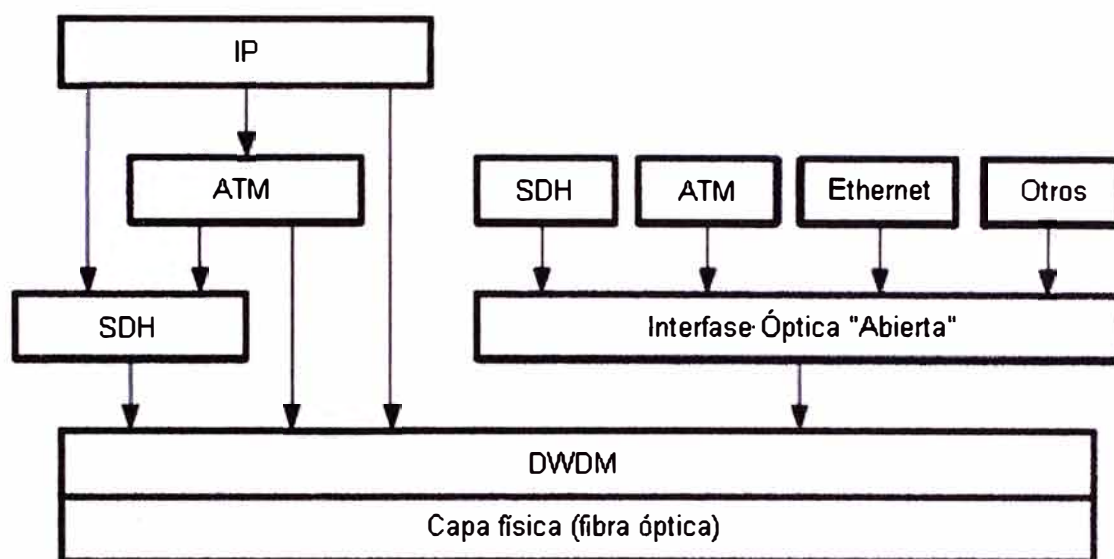 IP
ATM
SDH
ATM
Ethernet
Otros
SDH
Interfase Óptica "Abierta"
DWDM
Capa física (fibra óptica)